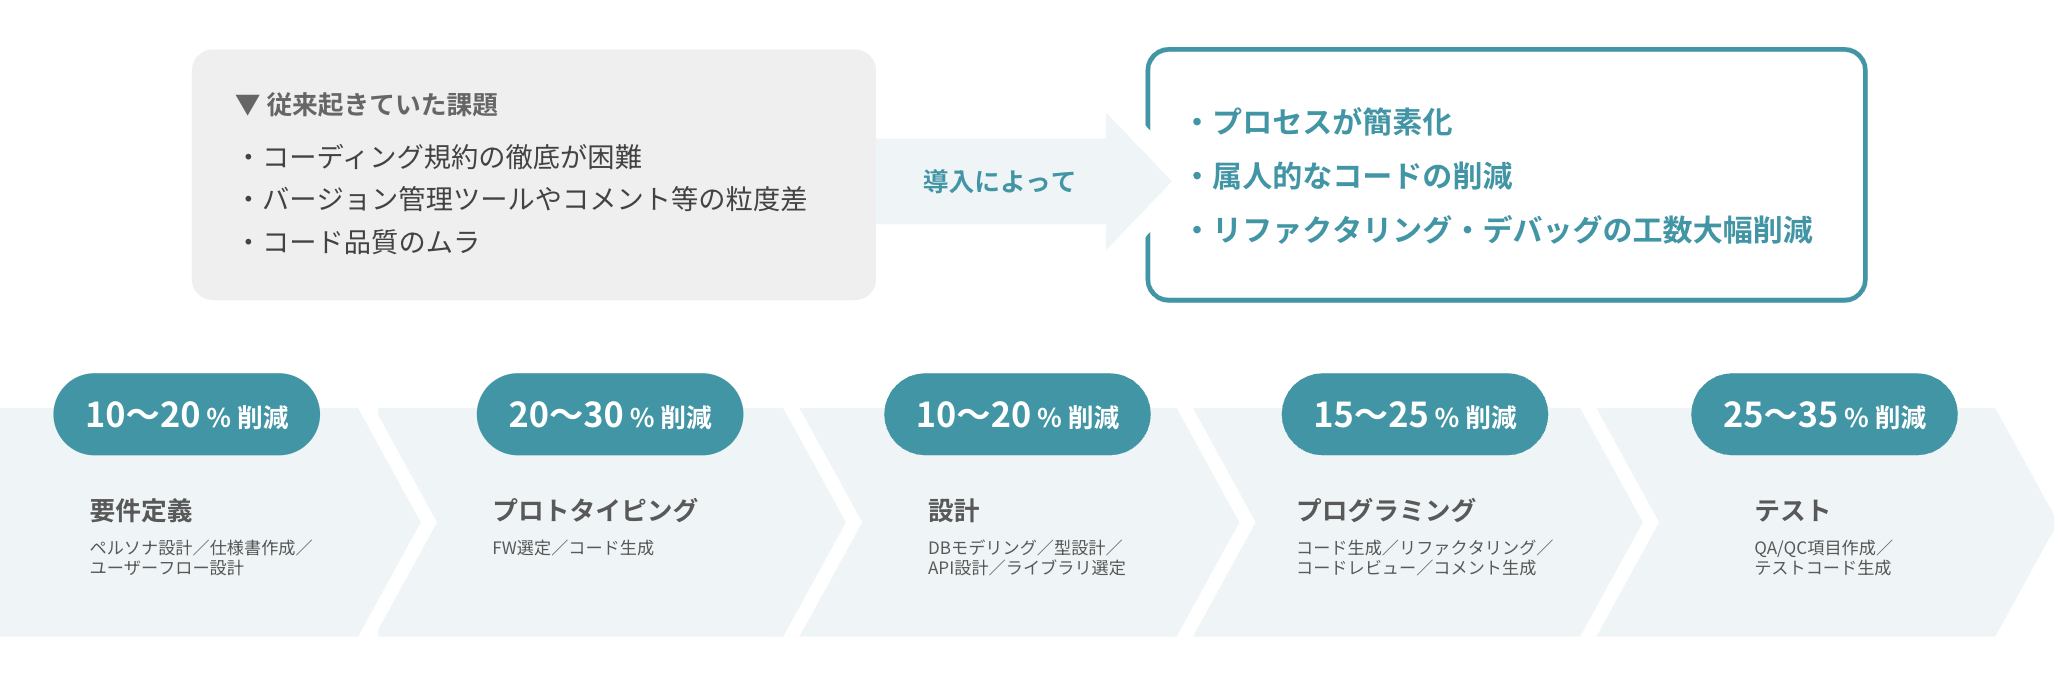 ▼ 従来起きていた課題
・コーディング規約の徹底が困難
・バージョン管理ツールやコメント等の粒度差
・コード品質のムラ
導入によって
・プロセスが簡素化
・属人的なコードの削減
・リファクタリング・デバッグの工数大幅削減
10〜20 % 削減
要件定義
ペルソナ設計／仕様書作成／
ユーザーフロー設計
20〜30 % 削減
プロトタイピング
FW選定／コード生成
10〜20 % 削減
設計
DBモデリング／型設計／
API設計／ライブラリ選定
15〜25 % 削減
プログラミング
コード生成／リファクタリング／
コードレビュー／コメント生成
25〜35 % 削減
テスト
QA/QC項目作成／
テストコード生成